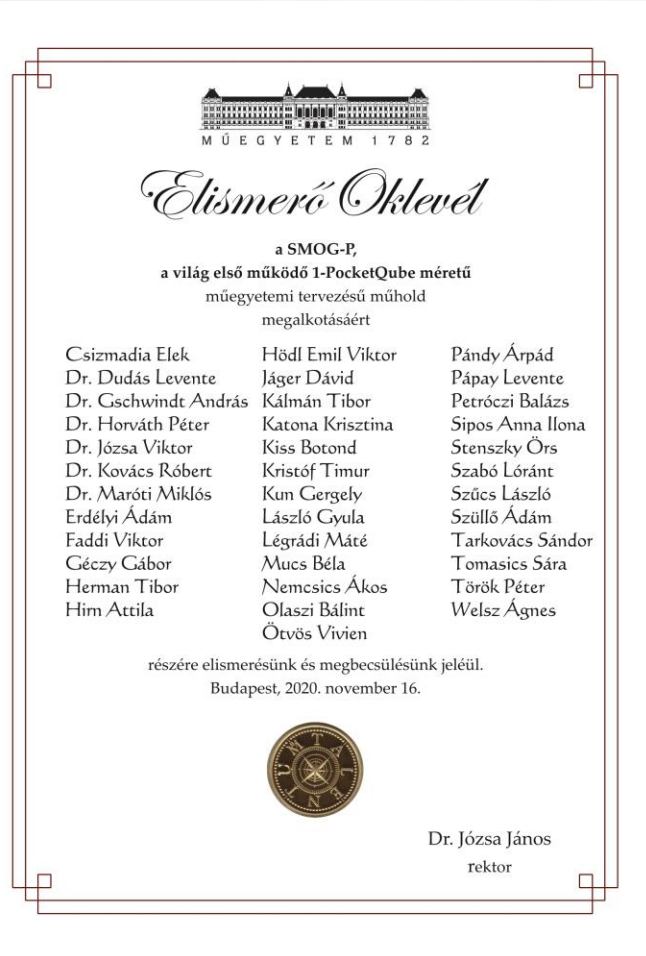 MŰEGYETEM 1782
Elismerő Oklevél
a SMOG-P,
a világ első működő 1-PocketQube méretű
műegyetemi tervezésű műhold
megalkotásáért
Csizmadia Elek
Dr. Dudás Levente
Dr. Gschwindt András
Dr. Horváth Péter
Dr. Józsa Viktor
Dr. Kovács Róbert
Dr. Maróti Miklós
Erdélyi Ádám
Faddi Viktor
Géczy Gábor
Herman Tibor
Hirn Attila
Hödl Emil Viktor
Jáger Dávid
Kálmán Tibor
Katona Krisztina
Kiss Botond
Kristóf Timur
Kun Gergely
László Gyula
Légrádi Máté
Mucs Béla
Nemcsics Ákos
Olaszi Bálint
Ötvös Vivien
Pándy Árpád
Pápay Levente
Petróczi Balázs
Sipos Anna Ilona
Stenszky Örs
Szabó Lóránt
Szűcs László
Szüllő Ádám
Tarkovács Sándor
Tomasics Sára
Török Péter
Welsz Ágnes
részére elismerésünk és megbecsülésünk jeléül.
Budapest, 2020. november 16.
TALENTUM
Dr. Józsa János
rektor